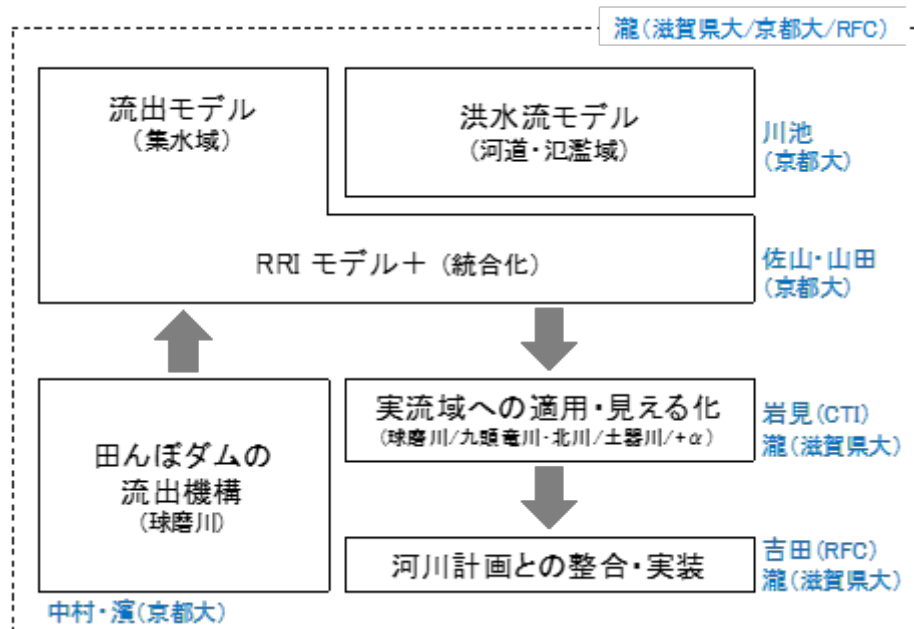 瀧(滋賀県大/京都大/RFC)
流出モデル
(集水域)
洪水流モデル
(河道・氾濫域)
川池
(京都大)
RRI モデル＋ (統合化)
佐山・山田
(京都大)
田んぼダムの
流出機構
(球磨川)
中村・濱(京都大)
実流域への適用・見える化
(球磨川/九頭竜川・北川/土器川/+α)
岩見(CTI)
瀧(滋賀県大)
河川計画との整合・実装
吉田(RFC)
瀧(滋賀県大)